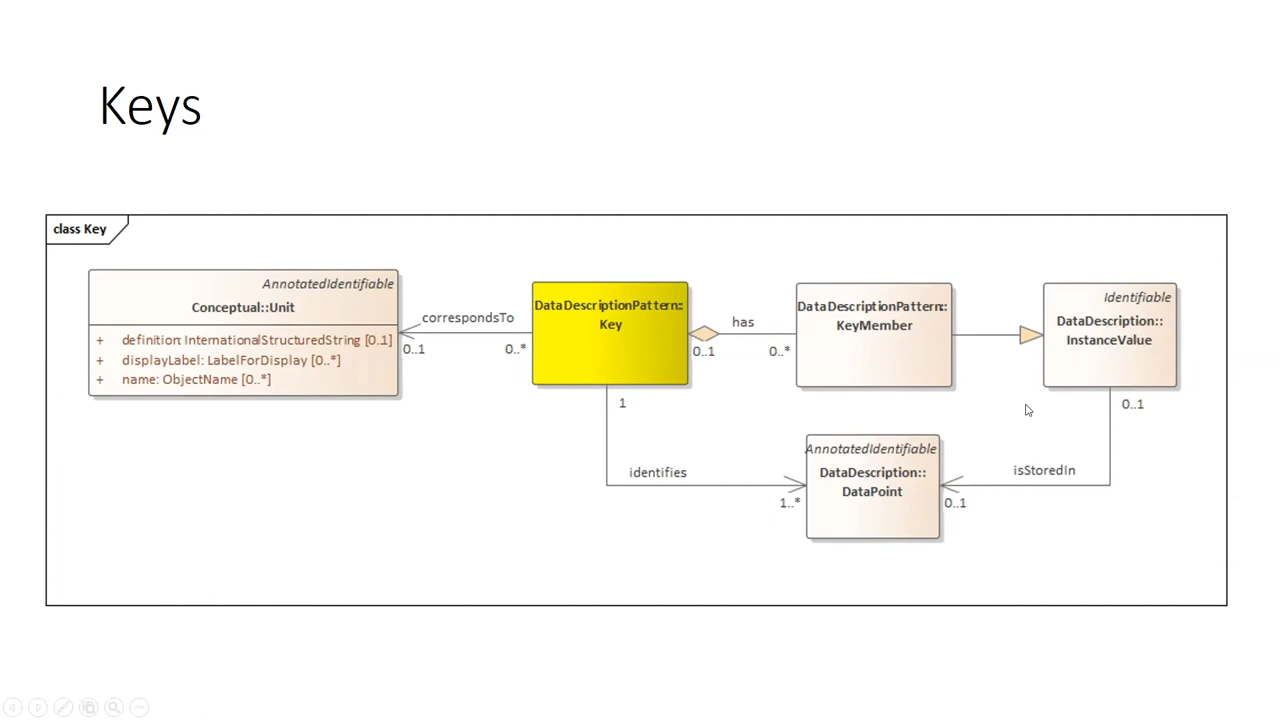 Keys
class Key
AnnotatedIdentifiable
Conceptual::Unit
+ definition: InternationalStructuredString [0..1]
+ displayLabel: LabelForDisplay [0..*]
+ name: ObjectName [0..*]
correspondsTo
0..1
0..*
DataDescriptionPattern::
Key
has
0..1
0..*
DataDescriptionPattern::
KeyMember
Identifiable
DataDescription::
InstanceValue
1
identifies
1..*
AnnotatedIdentifiable
DataDescription::
DataPoint
0..1
isStoredIn
0..1